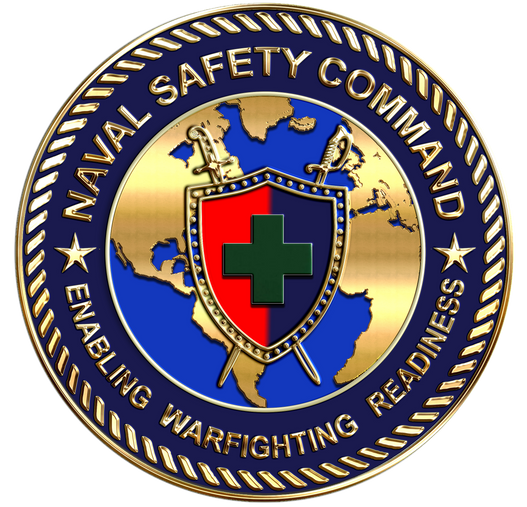 NAVAL SAFETY COMMAND
ENABLING WARFIGHTING READINESS